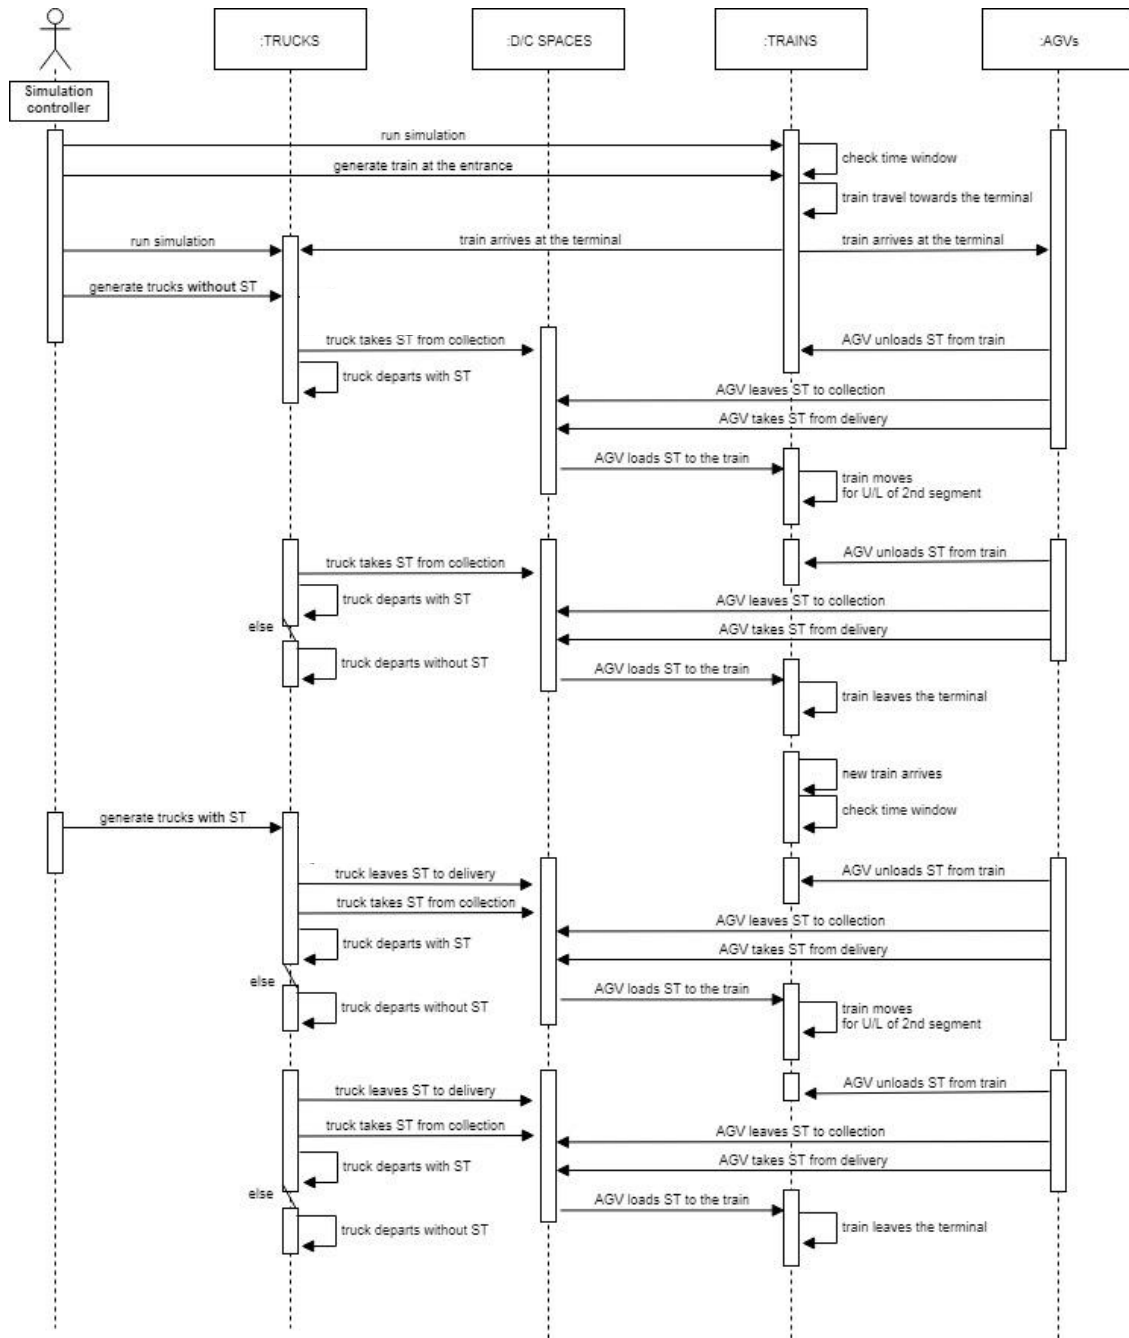 :TRUCKS
:D/C SPACES
:TRAINS
:AGVs
Simulation
controller
run simulation
check time window
generate train at the entrance
train travel towards the terminal
run simulation
train arrives at the terminal
train arrives at the terminal
generate trucks without ST
truck takes ST from collection
AGV unloads ST from train
truck departs with ST
AGV leaves ST to collection
AGV takes ST from delivery
AGV loads ST to the train
train moves
for U/L of 2nd segment
truck takes ST from collection
AGV unloads ST from train
truck departs with ST
AGV leaves ST to collection
else
AGV takes ST from delivery
truck departs without ST
AGV loads ST to the train
train leaves the terminal
new train arrives
generate trucks with ST
check time window
truck leaves ST to delivery
AGV unloads ST from train
truck takes ST from collection
AGV leaves ST to collection
truck departs with ST
AGV takes ST from delivery
else
AGV loads ST to the train
truck departs without ST
train moves
for U/L of 2nd segment
truck leaves ST to delivery
AGV unloads ST from train
truck takes ST from collection
AGV leaves ST to collection
truck departs with ST
AGV takes ST from delivery
else
AGV loads ST to the train
truck departs without ST
train leaves the terminal